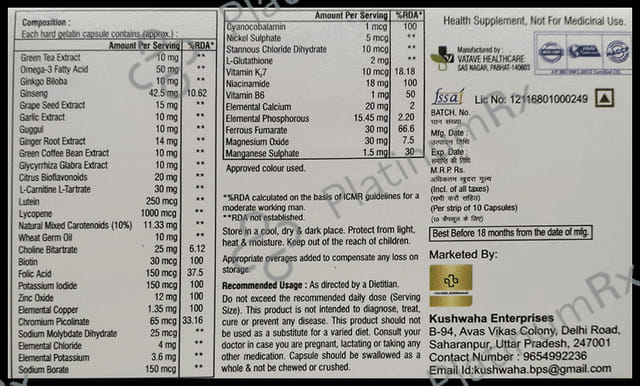 Composition :
Each hard gelatin capsule contains (approx.) :
Amount Per Serving %RDA*
Green Tea Extract 10 mg **
Omega-3 Fatty Acid 50 mg **
Ginkgo Biloba 10 mg **
Ginseng 42.5 mg 10.62
Grape Seed Extract 15 mg **
Garlic Extract 10 mg **
Guggul 10 mg **
Ginger Root Extract 14 mg **
Green Coffee Bean Extract 10 mg **
Glycyrrhiza Glabra Extract 10 mg **
Citrus Bioflavonoids 20 mg **
L-Carnitine L-Tartrate 30 mg **
Lutein 250 mcg **
Lycopene 1000 mcg **
Natural Mixed Carotenoids (10%) 11.33 mg **
Wheat Germ Oil 10 mg **
Choline Bitartrate 25 mg 6.12
Biotin 30 mcg 100
Folic Acid 150 mcg 37.5
Potassium Iodide 150 mcg 100
Zinc Oxide 12 mg 100
Elemental Copper 1.35 mg 100
Chromium Picolinate 65 mcg 33.16
Sodium Molybdate Dihydrate 25 mcg **
Elemental Chloride 4 mg **
Elemental Potassium 3.6 mg **
Sodium Borate 150 mcg **
Amount Per Serving %RDA*
Cyanocobalamin 1 mcg 100
Nickel Sulphate 5 mcg **
Stannous Chloride Dihydrate 10 mcg **
L-Glutathione 2 mg **
Vitamin K₂7 10 mcg 18.18
Niacinamide 18 mg 100
Vitamin B6 1 mg 50
Elemental Calcium 20 mg 2
Elemental Phosphorous 15.45 mg 2.20
Ferrous Fumarate 30 mg 66.6
Magnesium Oxide 30 mg 7.5
Manganese Sulphate 1.5 mg 30
Approved colour used.
*%RDA calculated on the basis of ICMR guidelines for a
moderate working man.
**RDA not established.
Store in a cool, dry & dark place. Protect from light,
heat & moisture. Keep out of the reach of children.
Appropriate overages added to compensate any loss on
storage.
Recommended Usage : As directed by a Dietitian.
Do not exceed the recommended daily dose (Serving
Size). This product is not intended to diagnose, treat,
cure or prevent any disease. This product should not
be used as a substitute for a varied diet. Consult your
doctor in case you are pregnant, lactating or taking any
other medication. Capsule should be swallowed as a
whole & not be chewed or crushed.
Health Supplement, Not For Medicinal Use.
Manufactured by :
VATAVE HEALTHCARE
SAS NAGAR, PABHAT-140603
fssai Lic No: 12116801000249
BATCH. No.
घान संख्या
Mfg. Date :
उत्पादन तिथि
Exp. Date :
समाप्ति की तिथि
M.R.P. Rs.
अधिकतम खुदरा मूल्य
(Incl. of all taxes)
(सभी करों सहित)
(Per strip of 10 Capsules)
(10 कैपसूल के लिए)
Best Before 18 months from the date of mfg.
Marketed By:
Kushwaha Enterprises
B-94, Avas Vikas Colony, Delhi Road,
Saharanpur, Uttar Pradesh, 247001
Contact Number : 9654992236
Email Id:kushwaha.bps@gmail.com
PlatinumRx
PlatinumRx